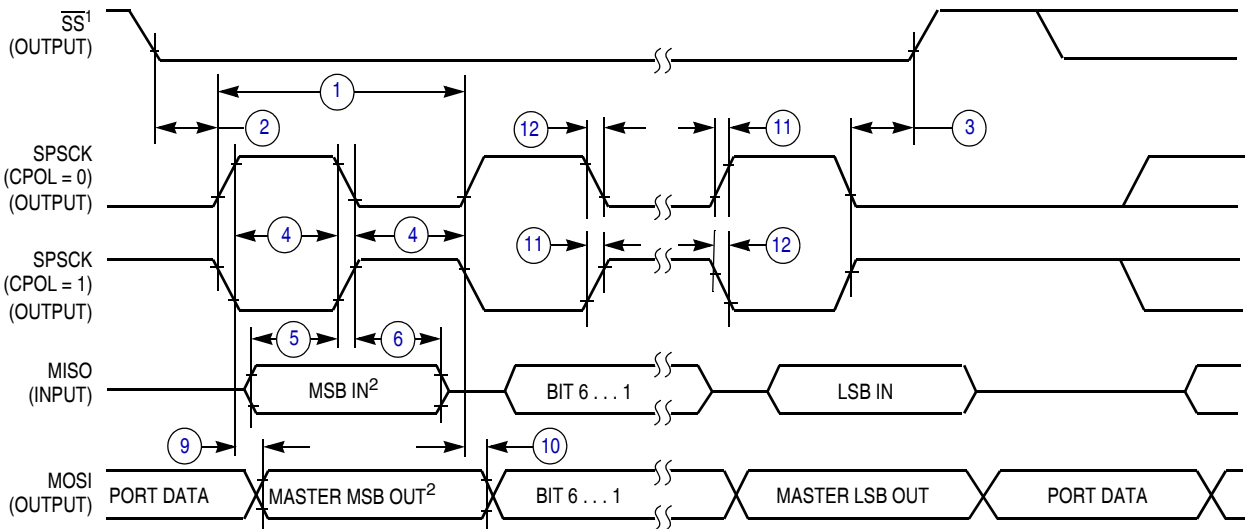 SS¹
(OUTPUT)
1
2
12
11
3
SPSCK
(CPOL = 0)
(OUTPUT)
4
4
SPSCK
(CPOL = 1)
(OUTPUT)
11
12
5
6
MISO
(INPUT)
MSB IN²
BIT 6 . . . 1
LSB IN
9
10
MOSI
(OUTPUT)
PORT DATA
MASTER MSB OUT²
BIT 6 . . . 1
MASTER LSB OUT
PORT DATA